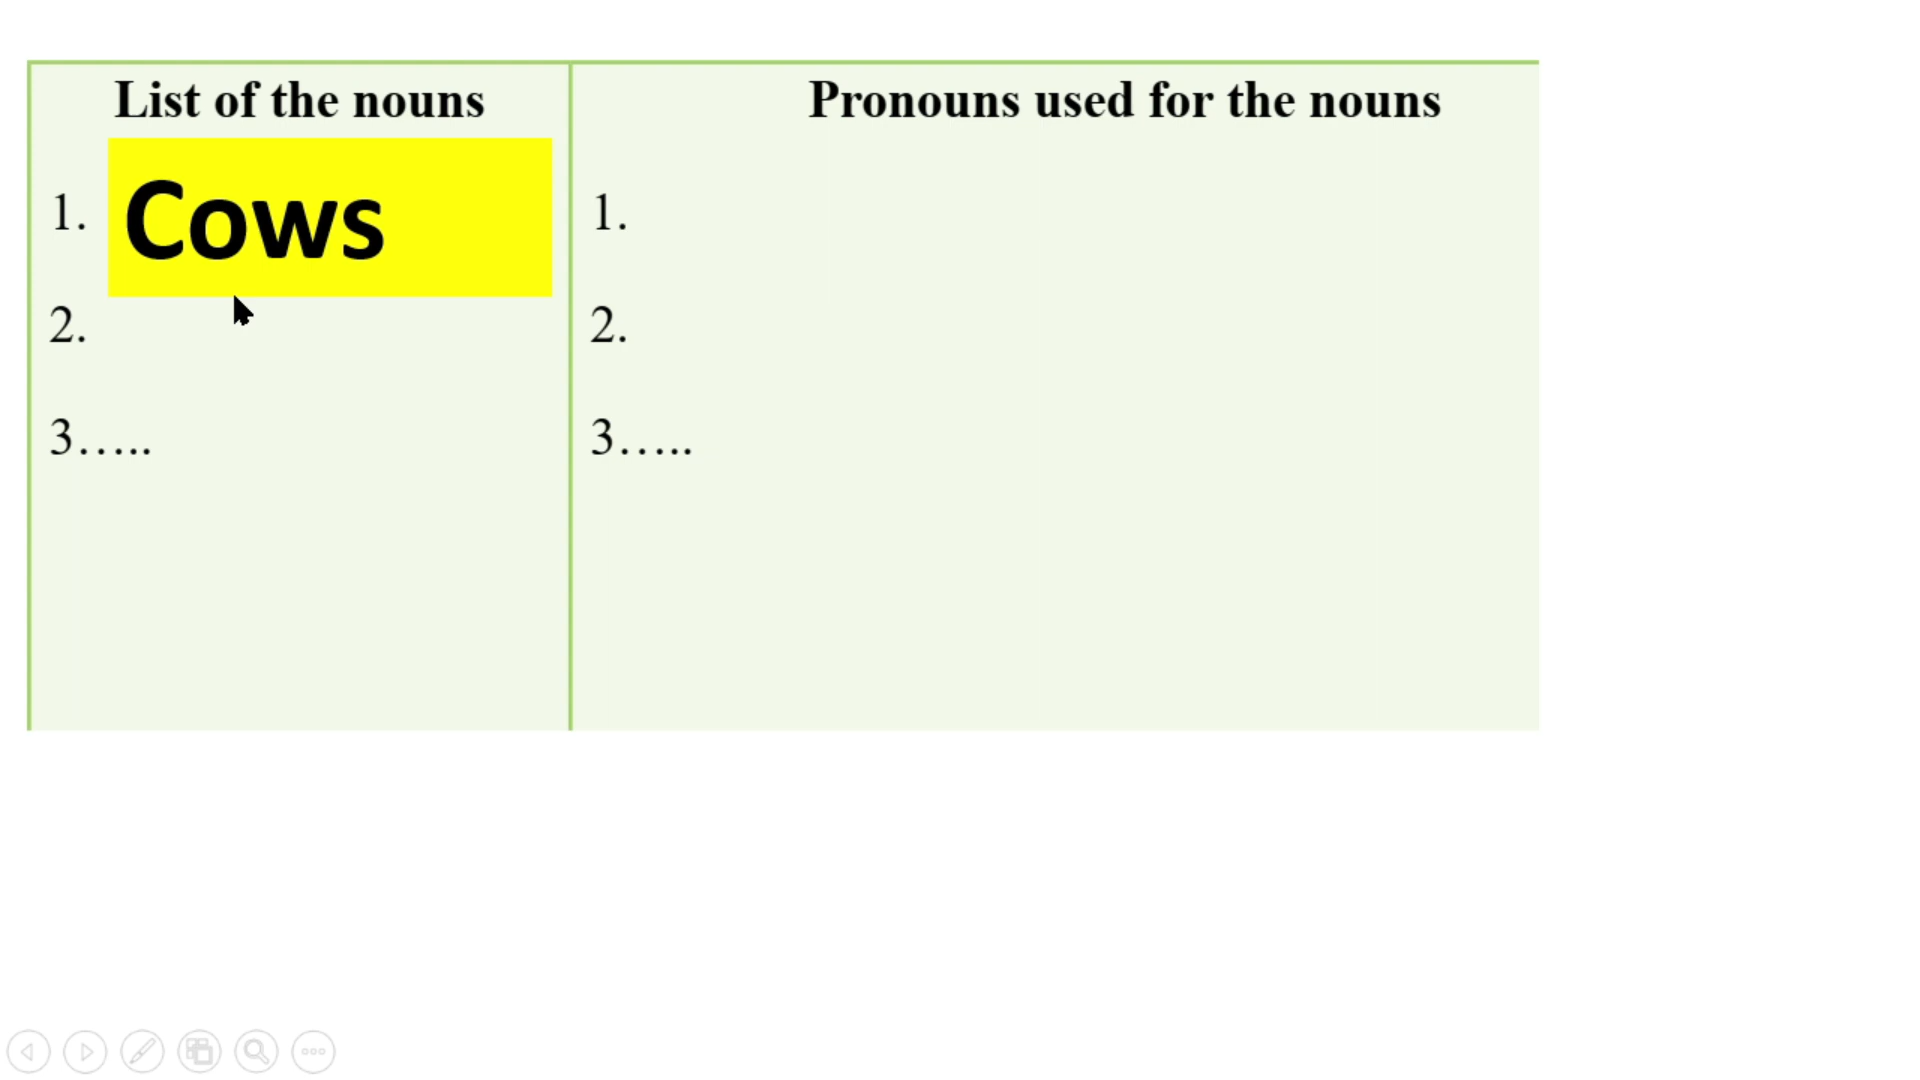 List of the nouns
Pronouns used for the nouns
1. Cows
1.
2.
2.
3.....
3.....